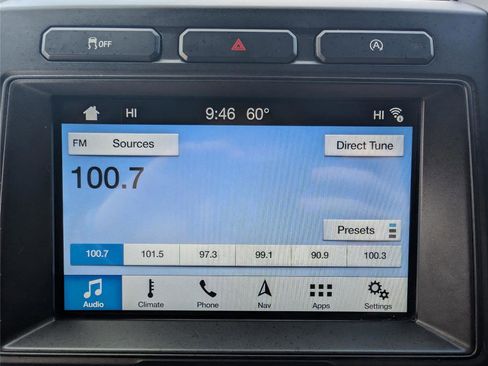 OFF
HI 9:46 60° HI
FM Sources Direct Tune
100.7
Presets
100.7 101.5 97.3 99.1 90.9 100.3
Audio Climate Phone Nav Apps Settings